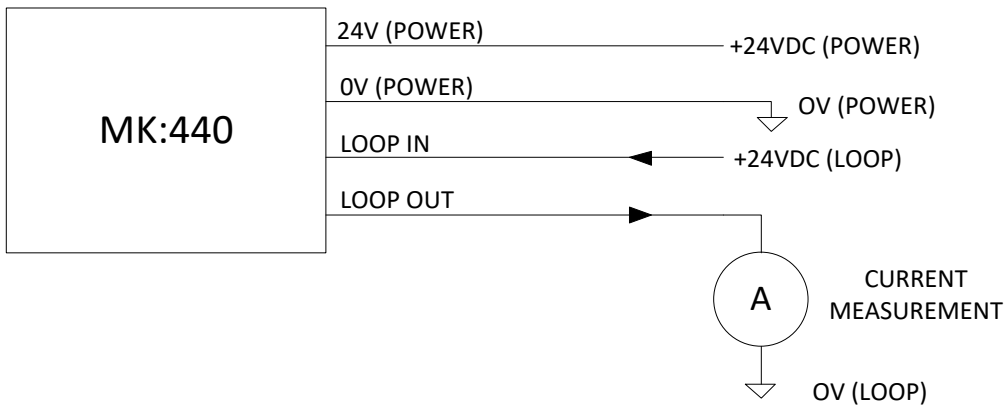 24V (POWER)
+24VDC (POWER)
0V (POWER)
OV (POWER)
MK:440
LOOP IN
+24VDC (LOOP)
LOOP OUT
A
CURRENT
MEASUREMENT
OV (LOOP)